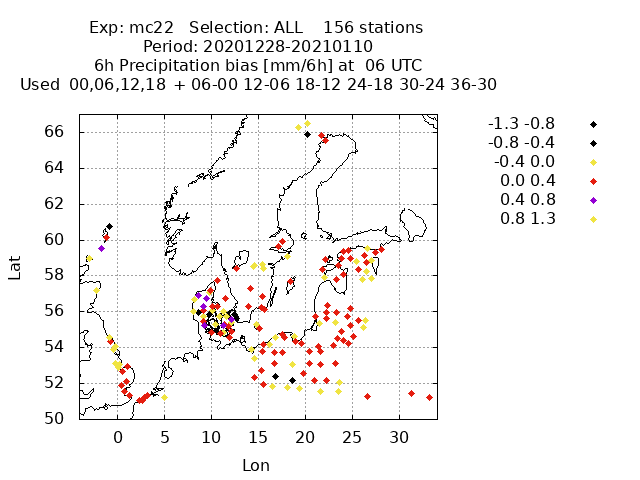 Exp: mc22 Selection: ALL 156 stations
Period: 20201228-20210110
6h Precipitation bias [mm/6h] at 06 UTC
Used 00,06,12,18 + 06-00 12-06 18-12 24-18 30-24 36-30
-1.3 -0.8
-0.8 -0.4
-0.4 0.0
0.0 0.4
0.4 0.8
0.8 1.3
66
64
62
60
58
56
54
52
50
Lat
0 5 10 15 20 25 30
Lon